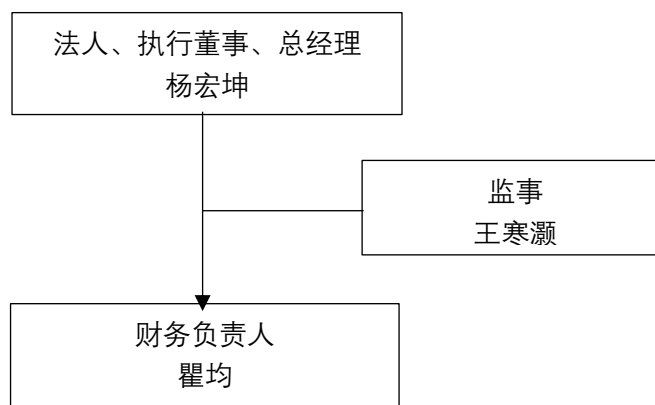 法人、执行董事、总经理
杨宏坤
监事
王寒灏
财务负责人
瞿均